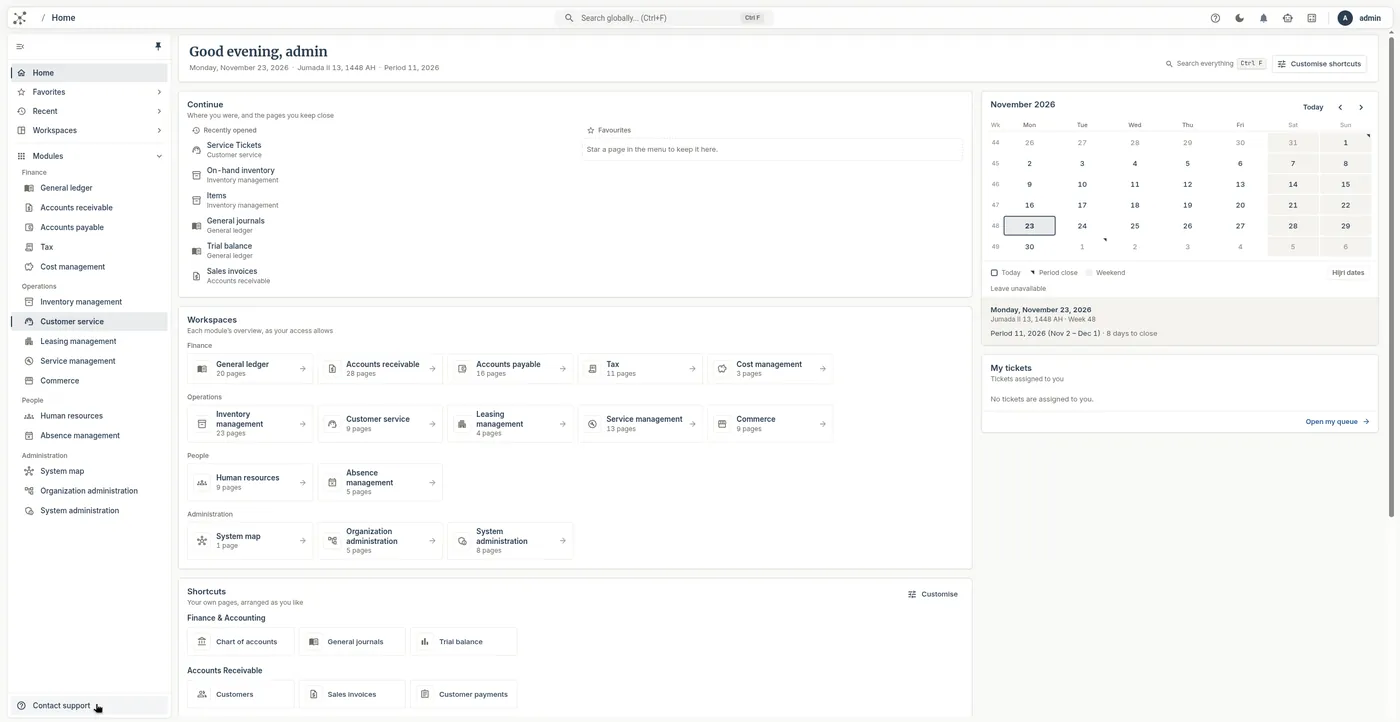 / Home
Search globally... (Ctrl+F)
Ctrl F
A admin
Home
Favorites
Recent
Workspaces
Modules
Finance
General ledger
Accounts receivable
Accounts payable
Tax
Cost management
Operations
Inventory management
Customer service
Leasing management
Service management
Commerce
People
Human resources
Absence management
Administration
System map
Organization administration
System administration
Contact support
Good evening, admin
Monday, November 23, 2026 · Jumada II 13, 1448 AH · Period 11, 2026
Search everything Ctrl F
Customise shortcuts
Continue
Where you were, and the pages you keep close
Recently opened
Service Tickets
Customer service
On-hand inventory
Inventory management
Items
Inventory management
General journals
General ledger
Trial balance
General ledger
Sales invoices
Accounts receivable
Favourites
Star a page in the menu to keep it here.
Workspaces
Each module's overview, as your access allows
Finance
General ledger
20 pages
Accounts receivable
28 pages
Accounts payable
16 pages
Tax
11 pages
Cost management
3 pages
Operations
Inventory
management
23 pages
Customer service
9 pages
Leasing
management
4 pages
Service management
13 pages
Commerce
9 pages
People
Human resources
9 pages
Absence
management
5 pages
Administration
System map
1 page
Organization
administration
5 pages
System
administration
8 pages
Shortcuts
Your own pages, arranged as you like
Customise
Finance & Accounting
Chart of accounts
General journals
Trial balance
Accounts Receivable
Customers
Sales invoices
Customer payments
November 2026
Today
Wk Mon Tue Wed Thu Fri Sat Sun
44 26 27 28 29 30 31 1
45 2 3 4 5 6 7 8
46 9 10 11 12 13 14 15
47 16 17 18 19 20 21 22
48 23 24 25 26 27 28 29
49 30 1 2 3 4 5 6
Today Period close Weekend
Hijri dates
Leave unavailable
Monday, November 23, 2026
Jumada II 13, 1448 AH · Week 48
Period 11, 2026 (Nov 2 – Dec 1) · 8 days to close
My tickets
Tickets assigned to you
No tickets are assigned to you.
Open my queue